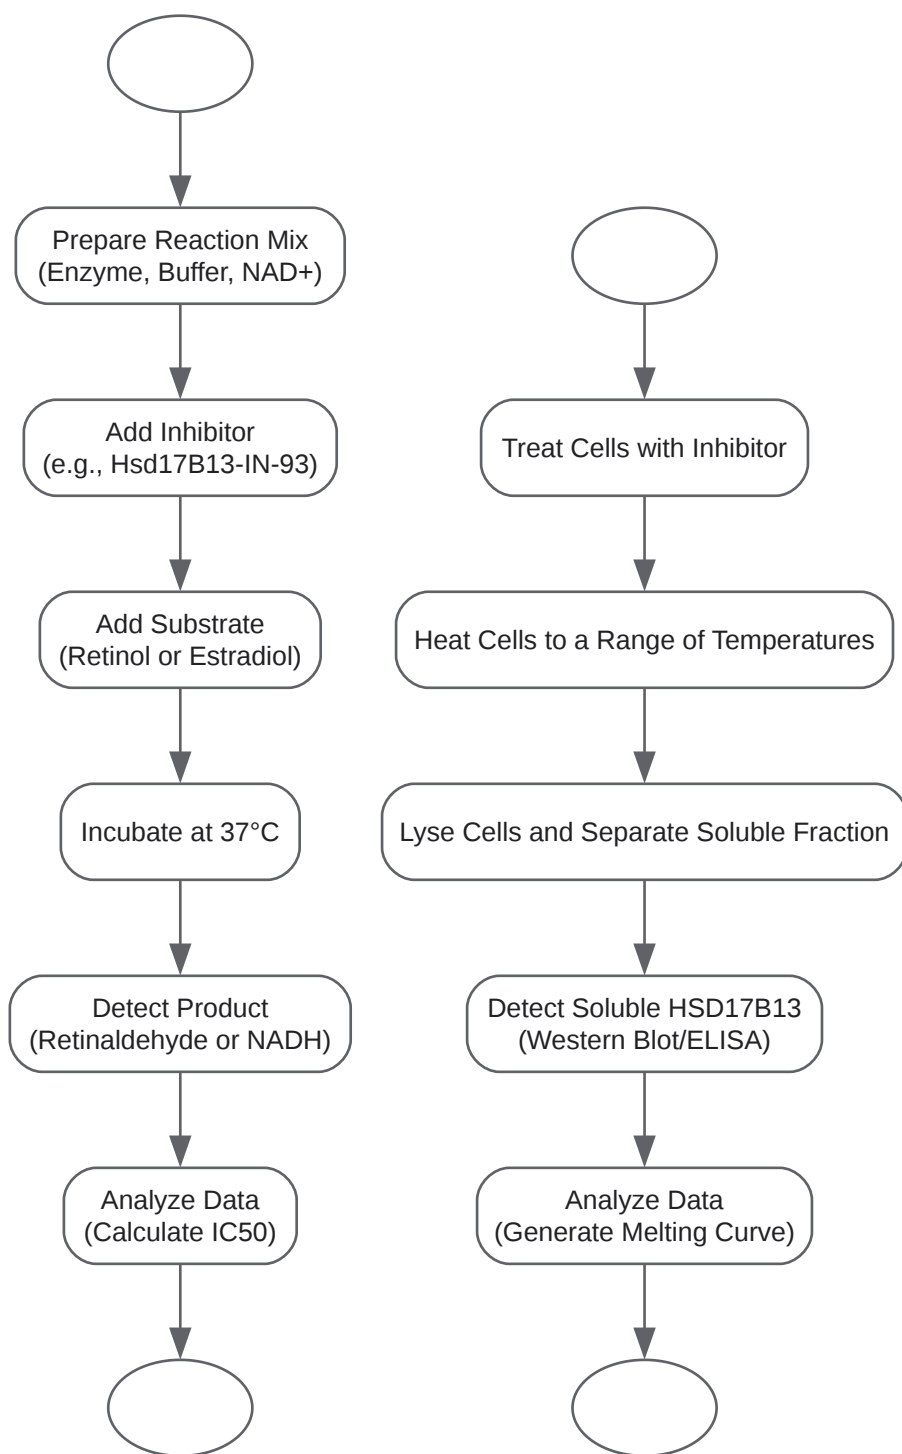 Prepare Reaction Mix
(Enzyme, Buffer, NAD+)
Add Inhibitor
(e.g., Hsd17B13-IN-93)
Add Substrate
(Retinol or Estradiol)
Incubate at 37°C
Detect Product
(Retinaldehyde or NADH)
Analyze Data
(Calculate IC50)
Treat Cells with Inhibitor
Heat Cells to a Range of Temperatures
Lyse Cells and Separate Soluble Fraction
Detect Soluble HSD17B13
(Western Blot/ELISA)
Analyze Data
(Generate Melting Curve)